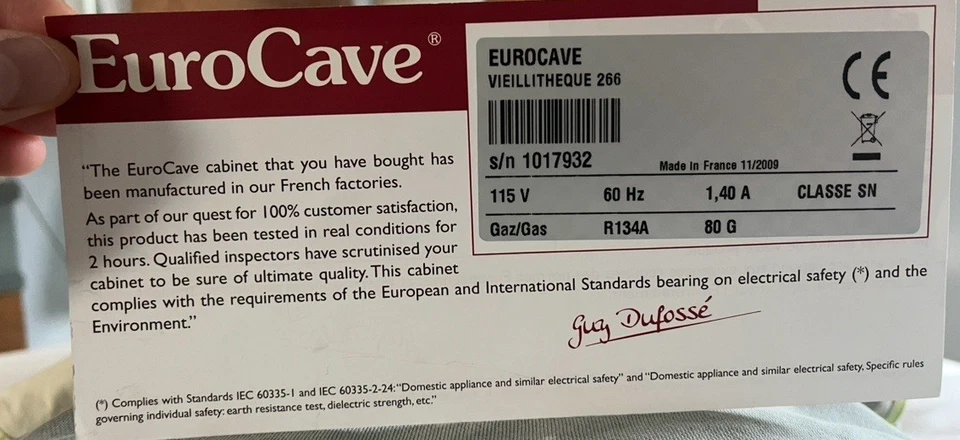 EuroCave®
EUROCAVE
VIEILLITHEQUE 266
CE
s/n 1017932 Made in France 11/2009
115 V 60 Hz 1,40 A CLASSE SN
Gaz/Gas R134A 80 G
“The EuroCave cabinet that you have bought has
been manufactured in our French factories.
As part of our quest for 100% customer satisfaction,
this product has been tested in real conditions for
2 hours. Qualified inspectors have scrutinised your
cabinet to be sure of ultimate quality. This cabinet
complies with the requirements of the European and International Standards bearing on electrical safety (*) and the
Environment.”
Guy Dufossé
(*) Complies with Standards IEC 60335-1 and IEC 60335-2-24: “Domestic appliance and similar electrical safety” and “Domestic appliance and similar electrical safety. Specific rules
governing individual safety: earth resistance test, dielectric strength, etc.”